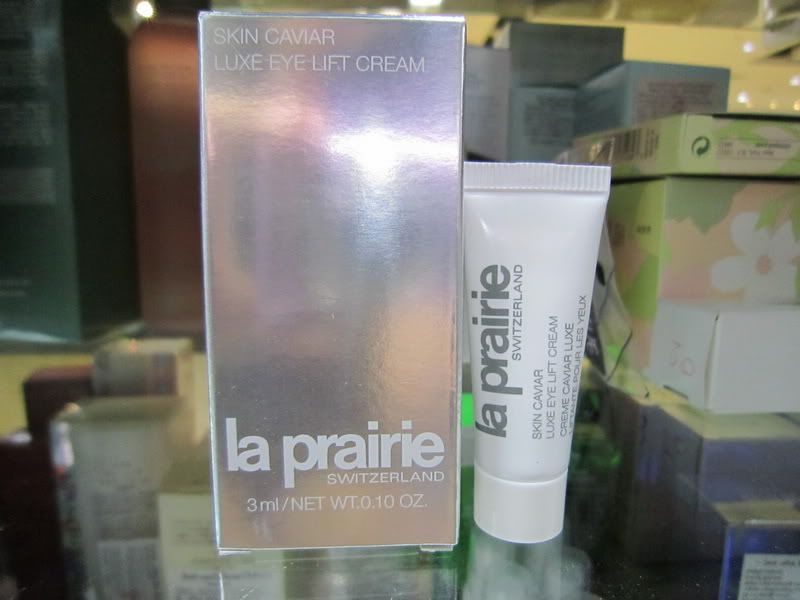 SKIN CAVIAR
LUXE EYE LIFT CREAM
la prairie
SWITZERLAND
3 ml / NET WT. 0.10 OZ.
la prairie
SWITZERLAND
SKIN CAVIAR
LUXE EYE LIFT CREAM
CREME CAVIAR LUXE
LIFTANTE POUR LES YEUX